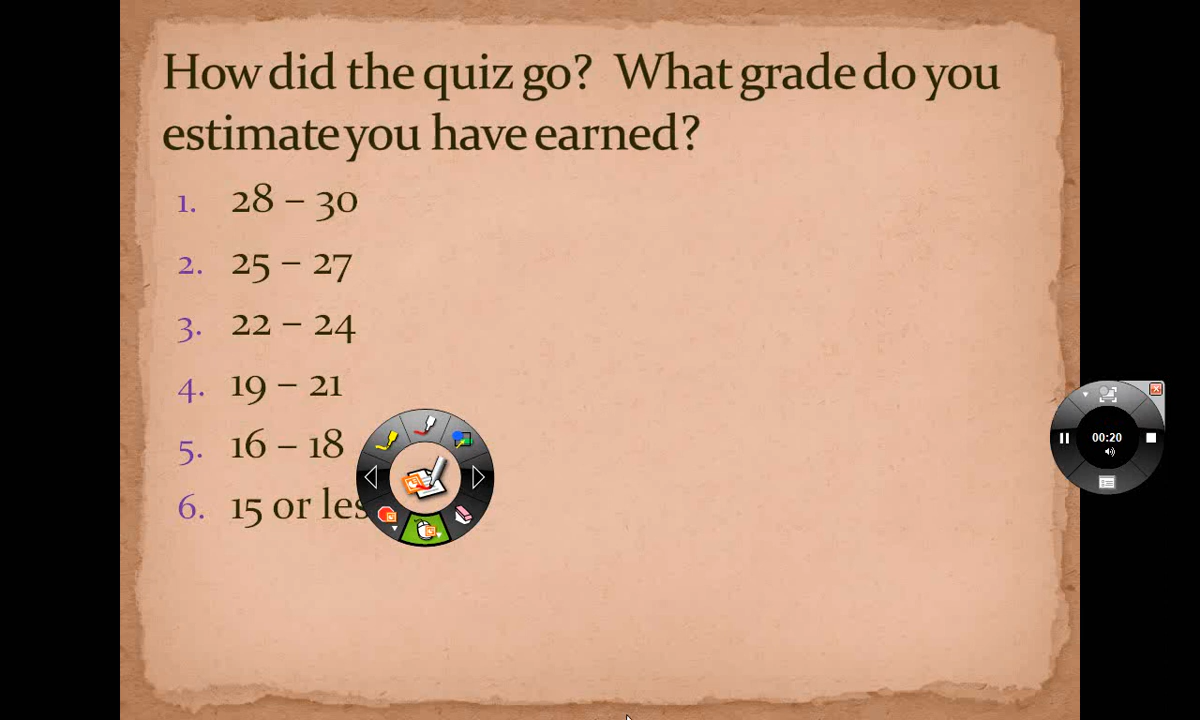 How did the quiz go? What grade do you
estimate you have earned?
1. 28 – 30
2. 25 – 27
3. 22 – 24
4. 19 – 21
5. 16 – 18
6. 15 or les
00:20